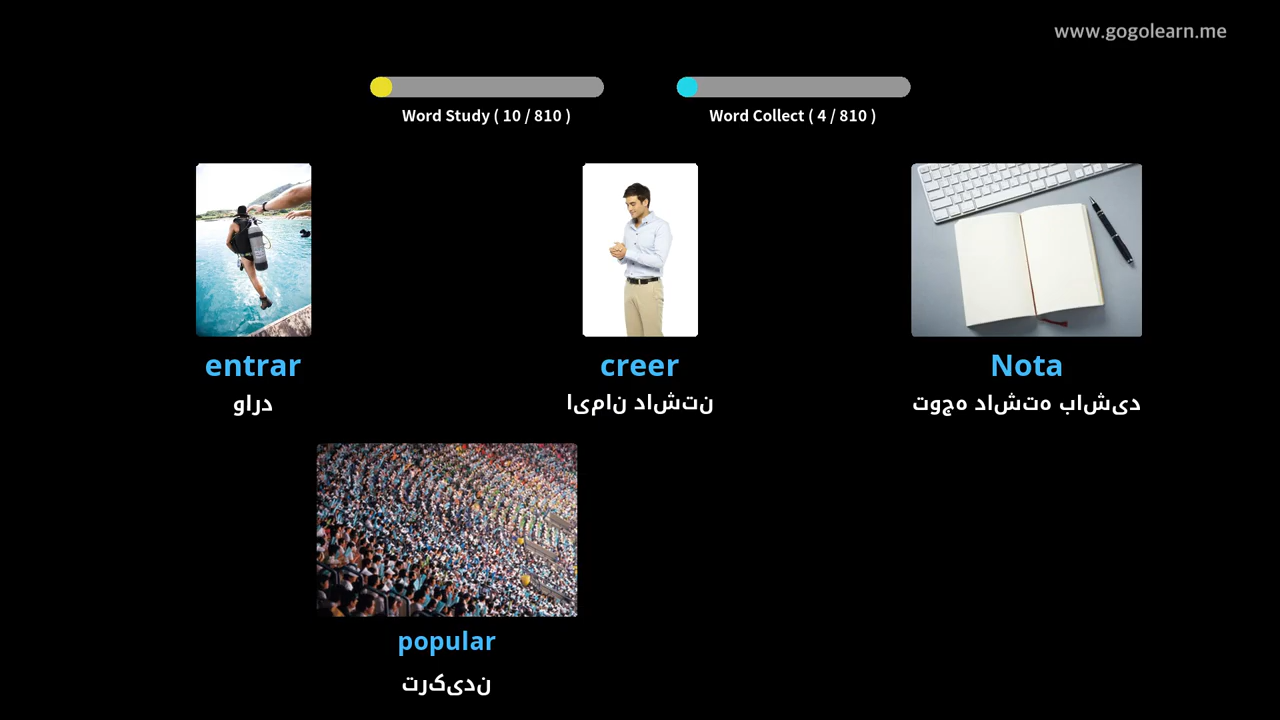 www.gogolearn.me
Word Study ( 10 / 810 )
Word Collect ( 4 / 810 )
entrar
وارد
creer
ایمان داشتن
Nota
توجه داشته باشید
popular
ترکیدن